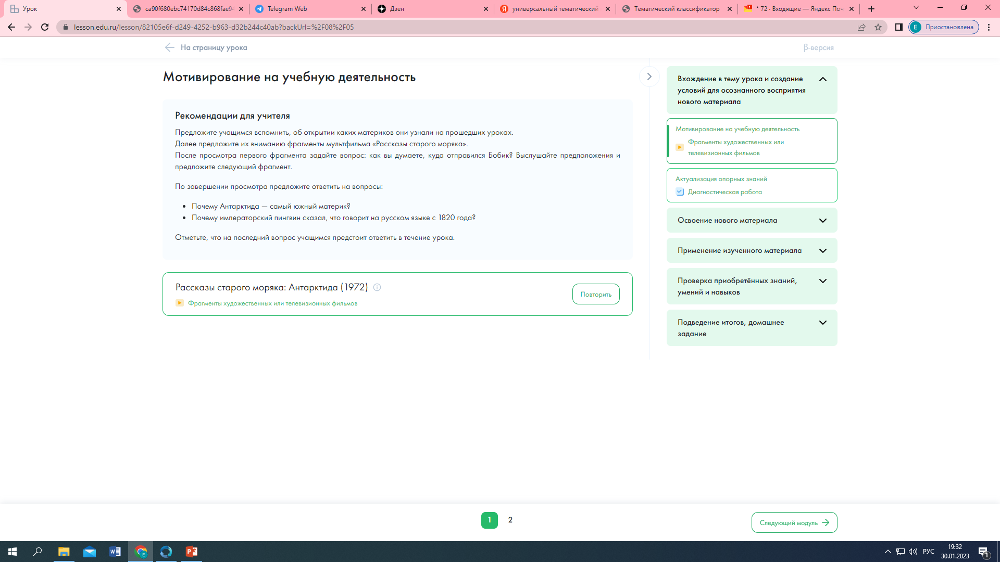 Урок
ca90f680ebc74170d84c868fae94
Telegram Web
Дзен
универсальный тематический
Тематический классификатор
* 72 · Входящие — Яндекс Поч
lesson.edu.ru/lesson/82105e6f-d249-4252-b963-d32b244c40ab?backUrl=%2F08%2F05
E
Приостановлена
На страницу урока
β-версия
Мотивирование на учебную деятельность
Рекомендации для учителя
Предложите учащимся вспомнить, об открытии каких материков они узнали на прошедших уроках.
Далее предложите их вниманию фрагменты мультфильма «Рассказы старого моряка».
После просмотра первого фрагмента задайте вопрос: как вы думаете, куда отправился Бобик? Выслушайте предположения и
предложите следующий фрагмент.
По завершении просмотра предложите ответить на вопросы:
Почему Антарктида — самый южный материк?
Почему императорский пингвин сказал, что говорит на русском языке с 1820 года?
Отметьте, что на последний вопрос учащимся предстоит ответить в течение урока.
Рассказы старого моряка: Антарктида (1972)
Фрагменты художественных или телевизионных фильмов
Повторить
Вхождение в тему урока и создание
условий для осознанного восприятия
нового материала
Мотивирование на учебную деятельность
Фрагменты художественных или
телевизионных фильмов
Актуализация опорных знаний
Диагностическая работа
Освоение нового материала
Применение изученного материала
Проверка приобретённых знаний,
умений и навыков
Подведение итогов, домашнее
задание
1
2
Следующий модуль
РУС
19:32
30.01.2023
1